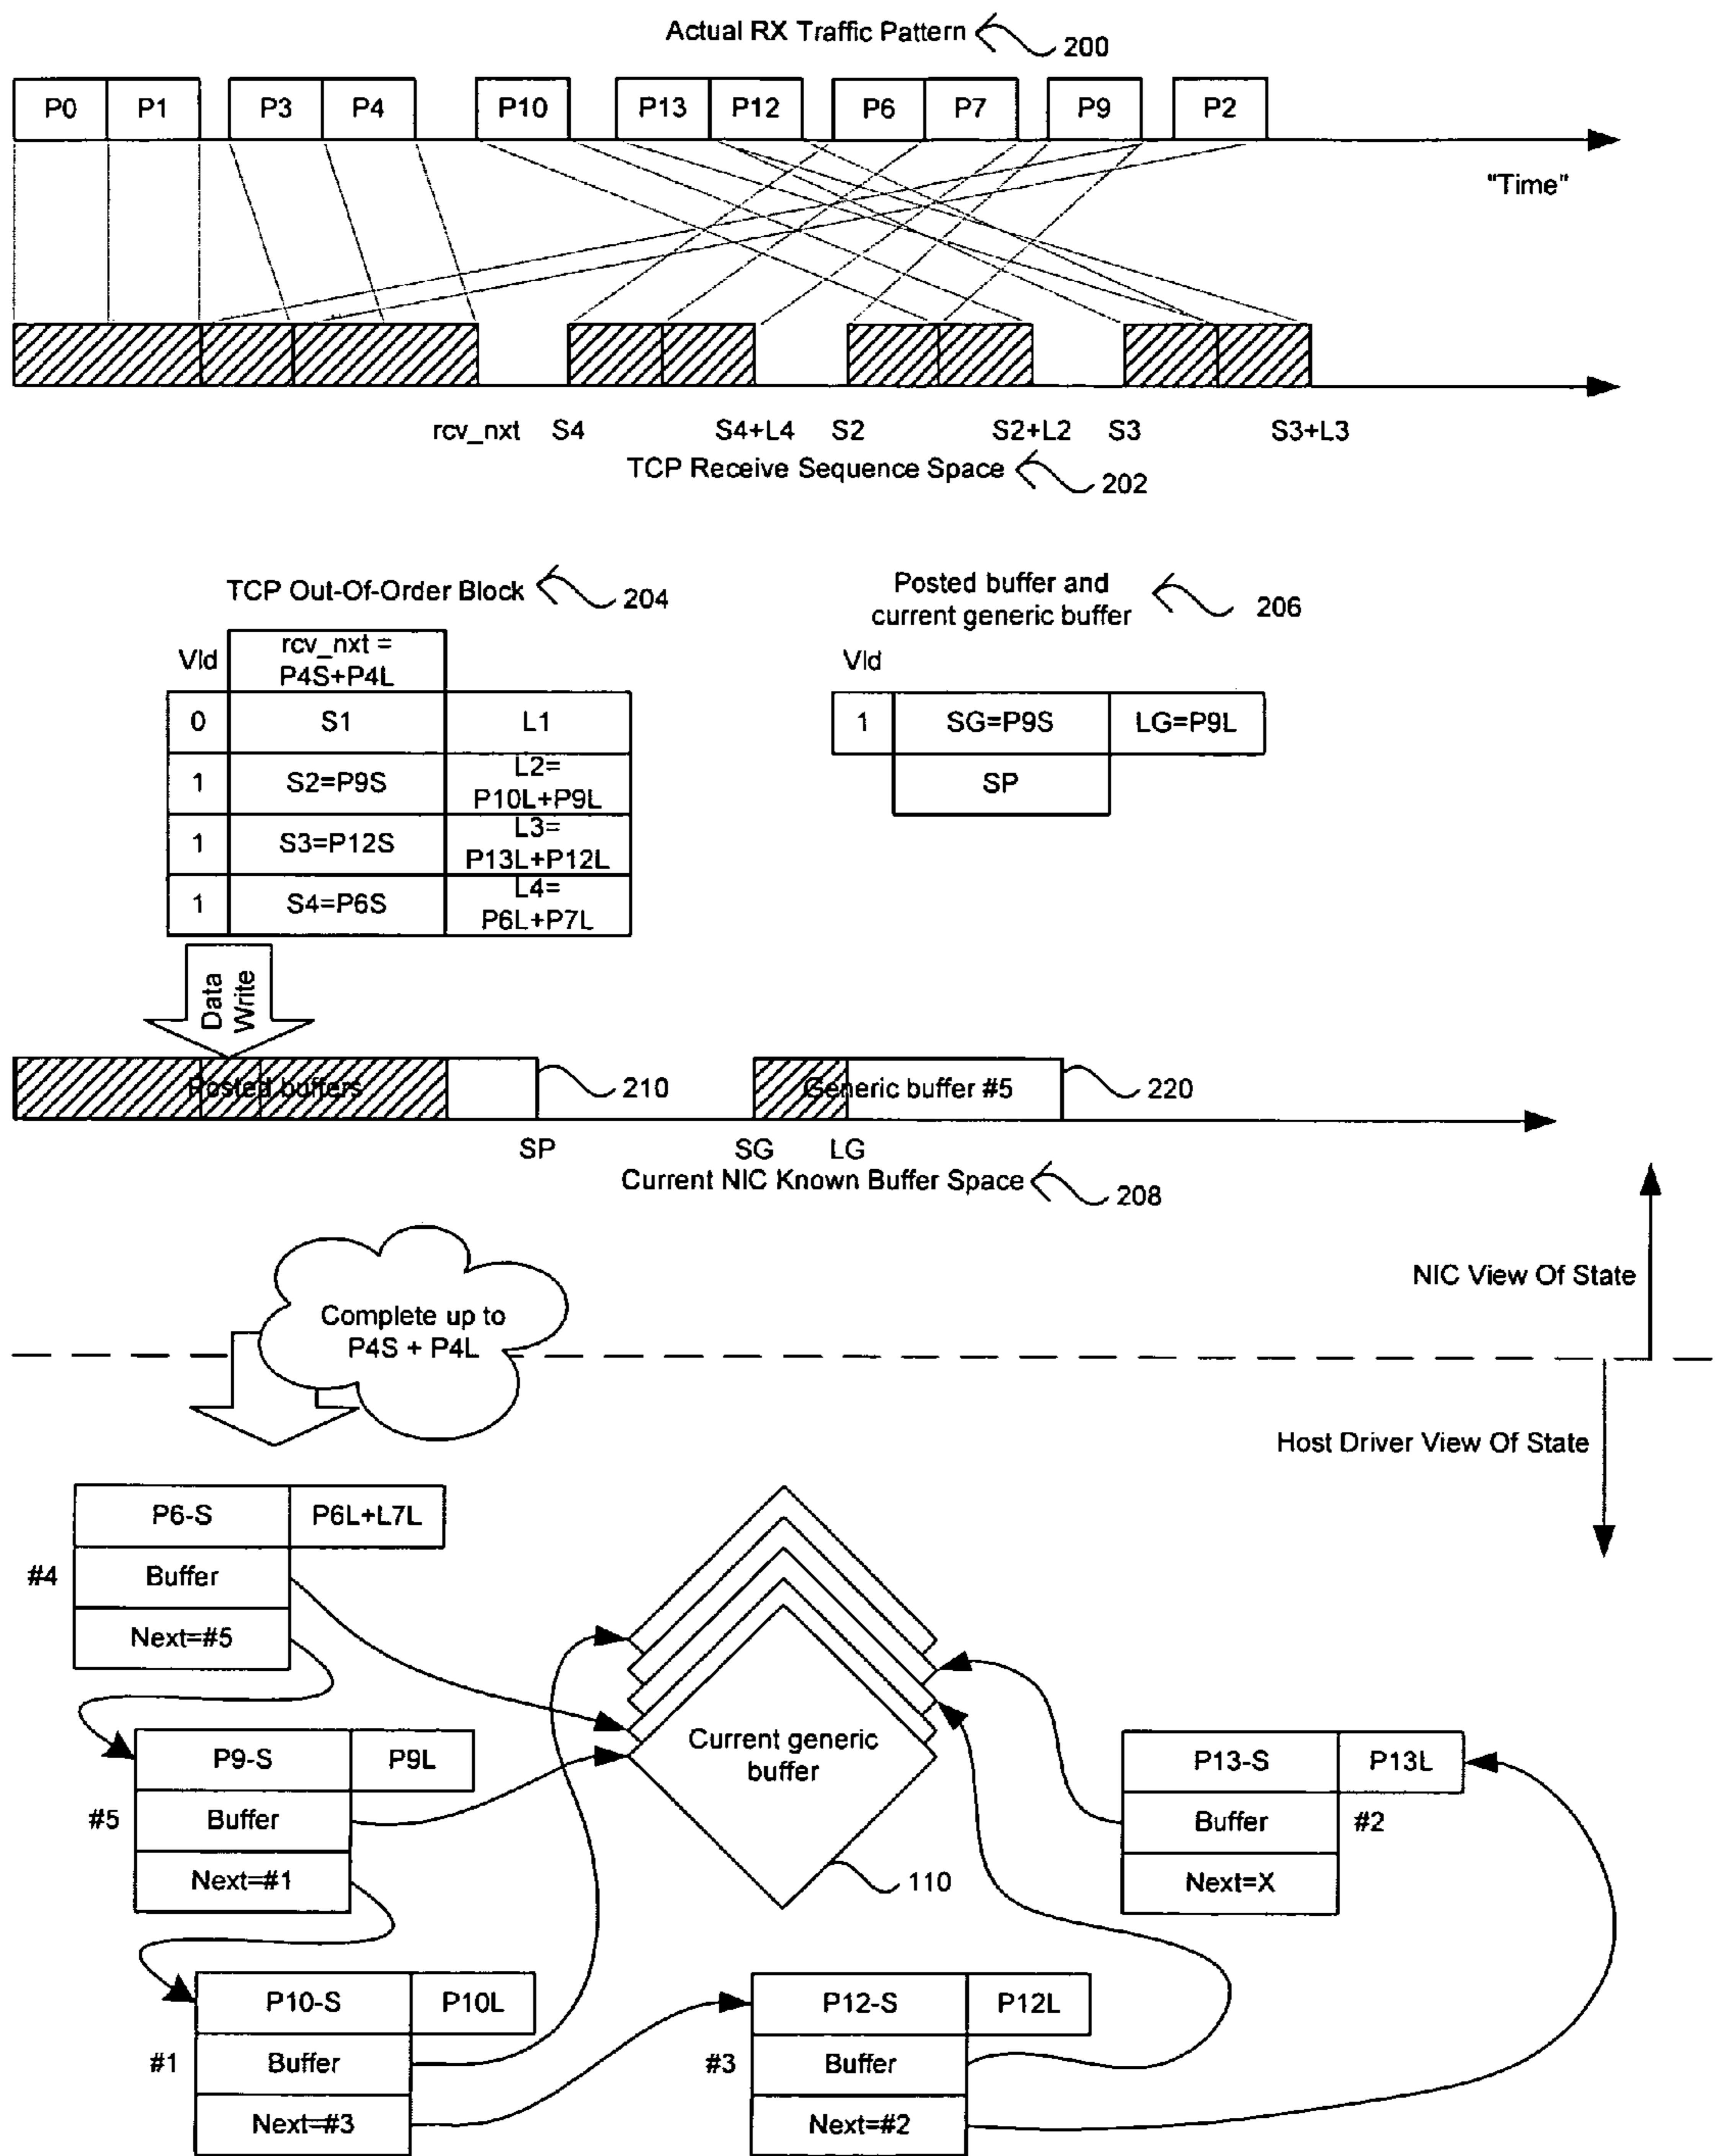 Actual RX Traffic Pattern 200
P0 P1 P3 P4 P10 P13 P12 P6 P7 P9 P2
"Time"
rcv_nxt S4 S4+L4 S2 S2+L2 S3 S3+L3
TCP Receive Sequence Space 202
TCP Out-Of-Order Block 204
Posted buffer and
current generic buffer 206
Vld
rcv_nxt =
P4S+P4L
0 S1 L1
1 S2=P9S L2=
P10L+P9L
1 S3=P12S L3=
P13L+P12L
1 S4=P6S L4=
P6L+P7L
Vld
1 SG=P9S LG=P9L
SP
Data
Write
Posted buffers 210 Generic buffer #5 220
SP SG LG
Current NIC Known Buffer Space 208
NIC View Of State
Complete up to
P4S + P4L
Host Driver View Of State
P6-S P6L+L7L
#4 Buffer
Next=#5
P9-S P9L
#5 Buffer
Next=#1
Current generic
buffer
110
P13-S P13L
Buffer #2
Next=X
P10-S P10L
#1 Buffer
Next=#3
P12-S P12L
#3 Buffer
Next=#2